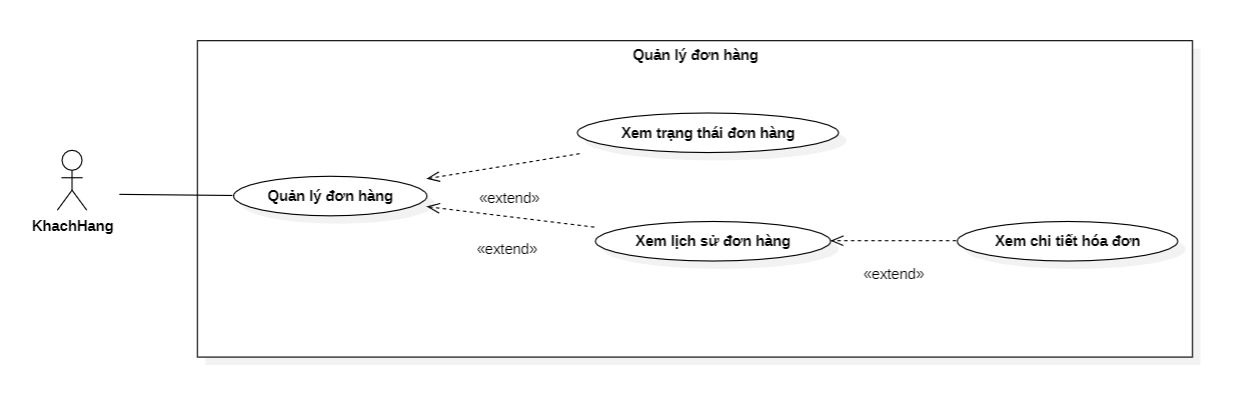 Quản lý đơn hàng
Xem trạng thái đơn hàng
Quản lý đơn hàng
«extend»
KhachHang
Xem lịch sử đơn hàng
Xem chi tiết hóa đơn
«extend»
«extend»